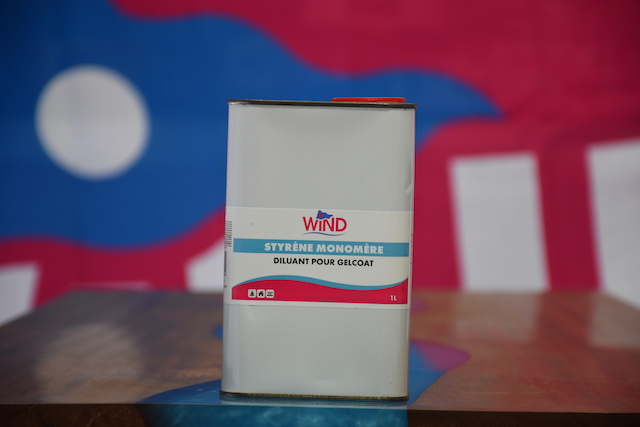 WIND
STYRÈNE MONOMÈRE
DILUANT POUR GELCOAT
1L